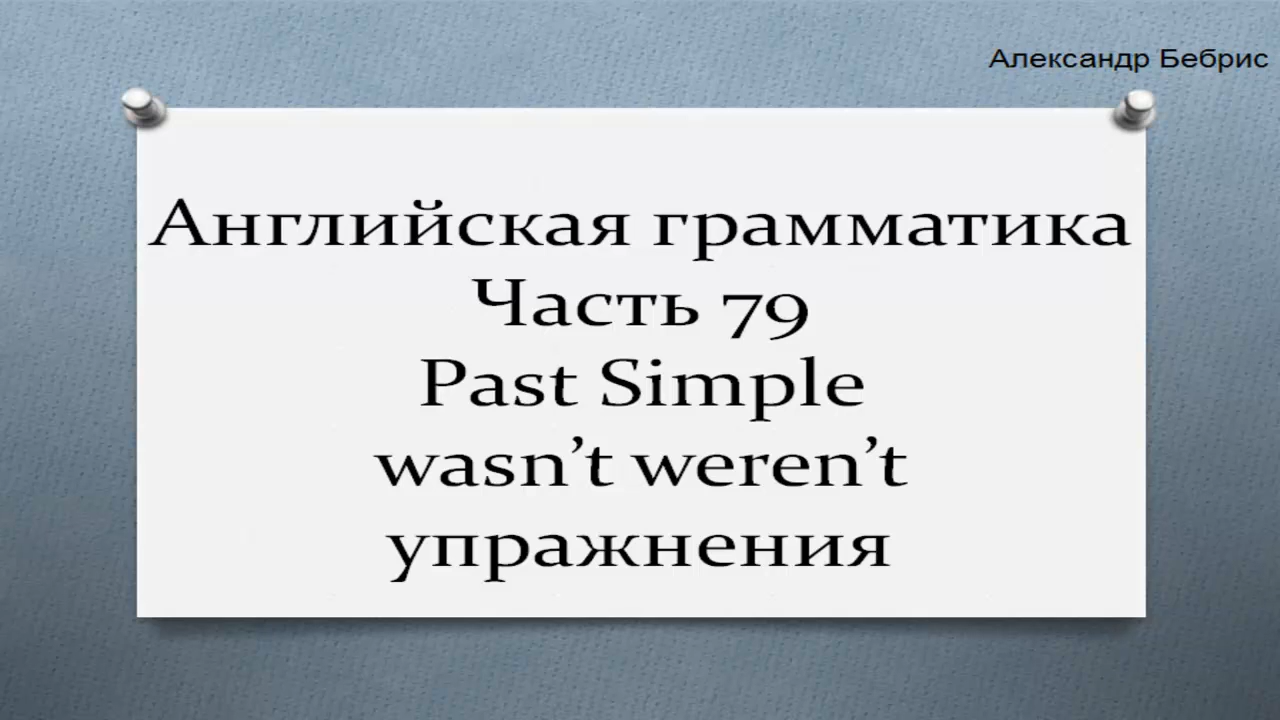 Александр Бебрис
Английская грамматика
Часть 79
Past Simple
wasn’t weren’t
упражнения